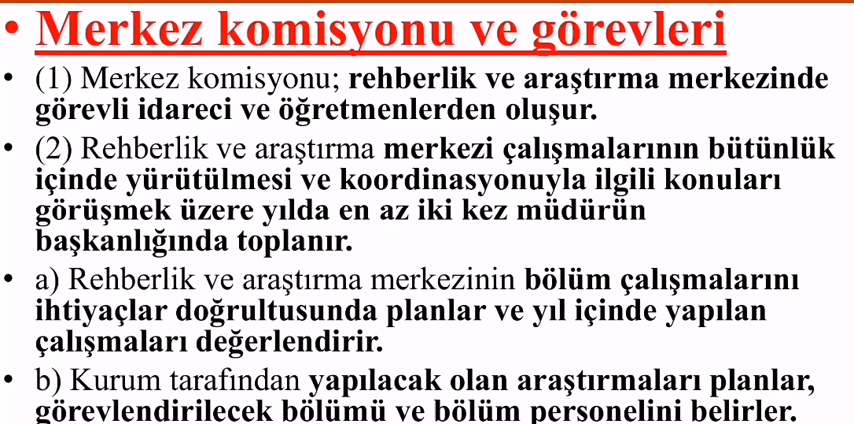 • Merkez komisyonu ve görevleri
• (1) Merkez komisyonu; rehberlik ve araştırma merkezinde
görevli idareci ve öğretmenlerden oluşur.
• (2) Rehberlik ve araştırma merkezi çalışmalarının bütünlük
içinde yürütülmesi ve koordinasyonuyla ilgili konuları
görüşmek üzere yılda en az iki kez müdürün
başkanlığında toplanır.
• a) Rehberlik ve araştırma merkezinin bölüm çalışmalarını
ihtiyaçlar doğrultusunda planlar ve yıl içinde yapılan
çalışmaları değerlendirir.
• b) Kurum tarafından yapılacak olan araştırmaları planlar,
görevlendirilecek bölümü ve bölüm personelini belirler.